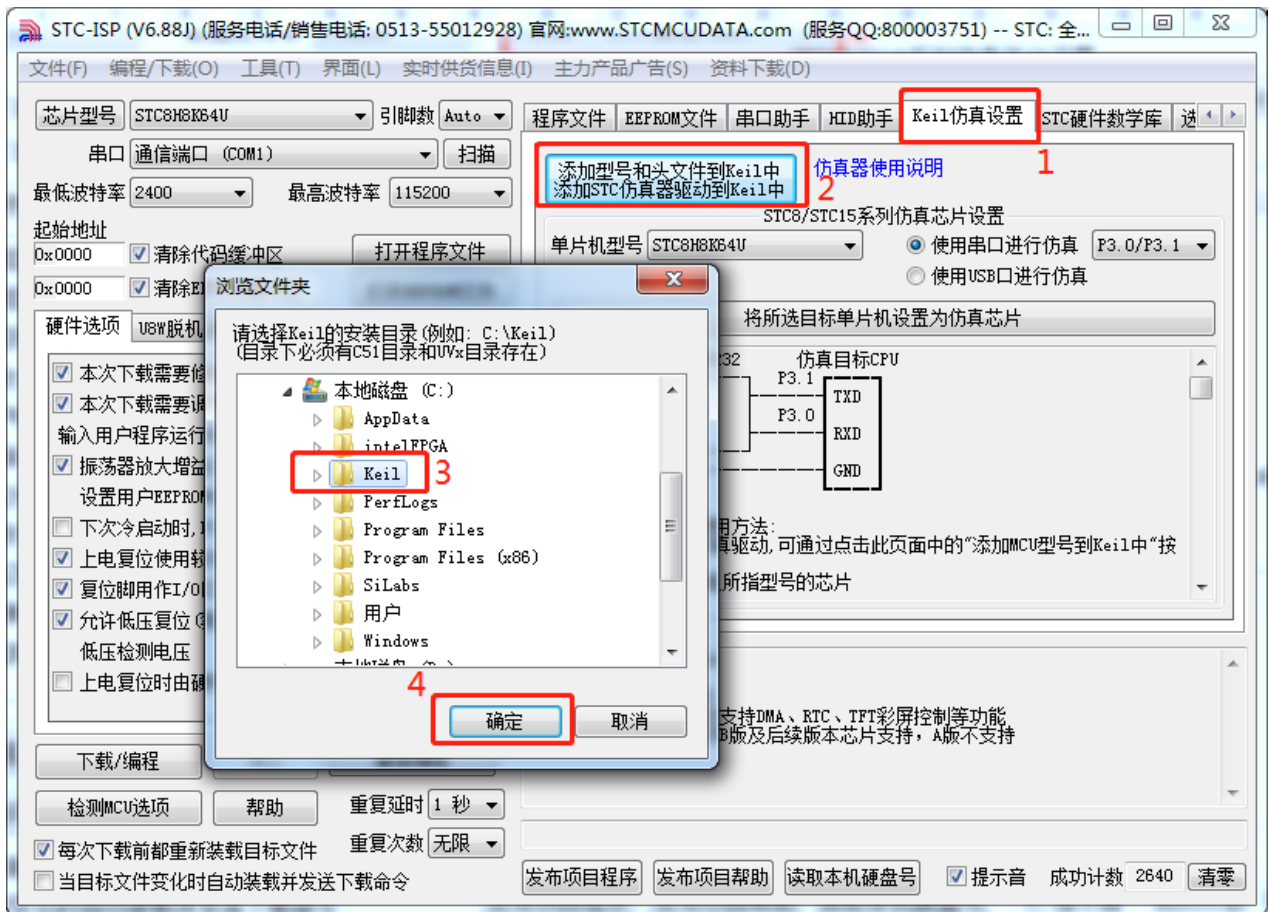 STC-ISP (V6.88J) (服务电话/销售电话: 0513-55012928) 官网:www.STCMCUDATA.com (服务QQ:800003751) -- STC: 全...
文件(F) 编程/下载(O) 工具(T) 界面(L) 实时供货信息(I) 主力产品广告(S) 资料下载(D)
芯片型号 STC8H8K64U 引脚数 Auto
串口 通信端口 (COM1) 扫描
最低波特率 2400 最高波特率 115200
起始地址
0x0000 清除代码缓冲区 打开程序文件
0x0000 清除
硬件选项 U8W脱机
本次下载需要
本次下载需要
输入用户程序运行
振荡器放大增益
设置用户EEPROM
下次冷启动时,
上电复位使用较
复位脚用作I/O
允许低压复位
低压检测电压
上电复位时由硬
下载/编程
检测MCU选项 帮助 重复延时 1 秒
每次下载前都重新装载目标文件 重复次数 无限
当目标文件变化时自动装载并发送下载命令
程序文件 EEPROM文件 串口助手 HID助手 Keil仿真设置 STC硬件数学库 选
1
添加型号和头文件到Keil中
添加STC仿真器驱动到Keil中
2
仿真器使用说明
STC8/STC15系列仿真芯片设置
单片机型号 STC8H8K64U 使用串口进行仿真 P3.0/P3.1
使用USB口进行仿真
将所选目标单片机设置为仿真芯片
232 仿真目标CPU
P3.1 TXD
P3.0 RXD
GND
用方法:
真驱动,可通过点击此页面中的"添加MCU型号到Keil中"按
所指型号的芯片
支持DMA、RTC、TFT彩屏控制等功能
B版及后续版本芯片支持，A版不支持
发布项目程序 发布项目帮助 读取本机硬盘号 提示音 成功计数 2640 清零
浏览文件夹
请选择Keil的安装目录(例如: C:\Keil)
(目录下必须有C51目录和UVx目录存在)
本地磁盘 (C:)
AppData
intelFPGA
Keil
3
PerfLogs
Program Files
Program Files (x86)
SiLabs
用户
Windows
4
确定 取消